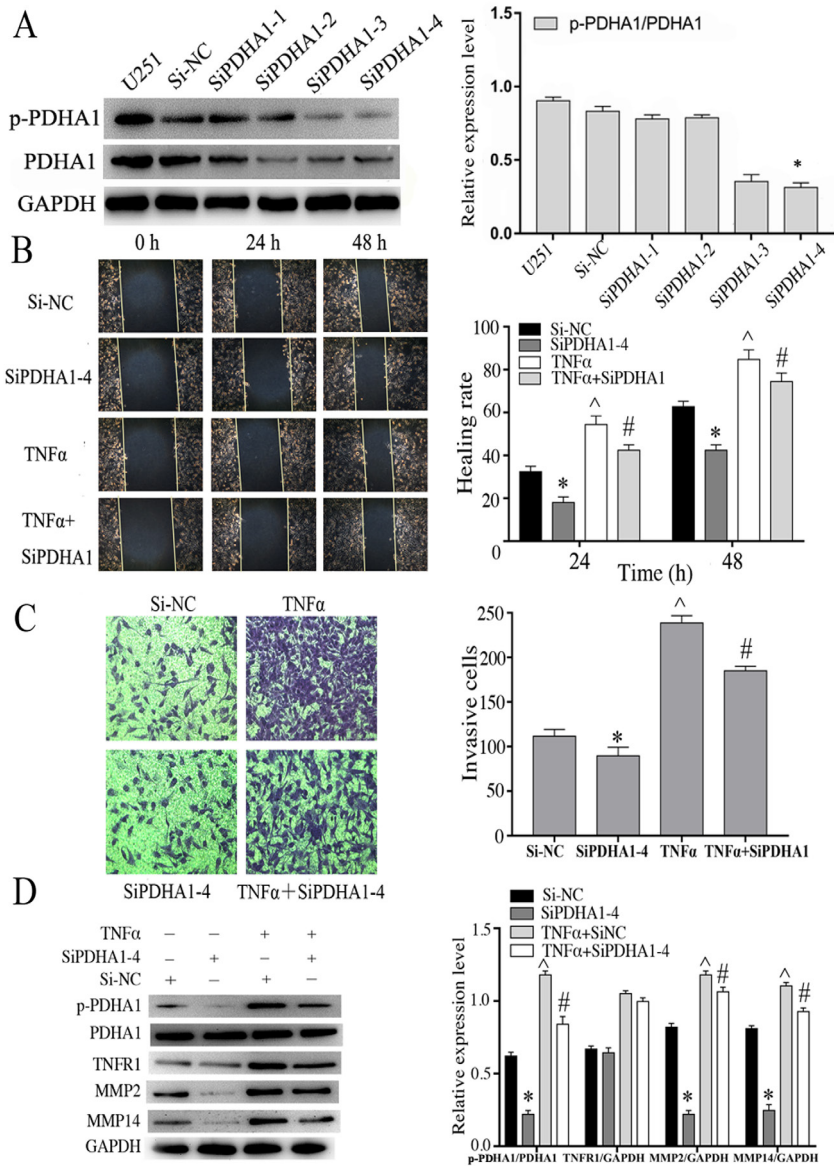 A
U251
Si-NC
SiPDHA1-1
SiPDHA1-2
SiPDHA1-3
SiPDHA1-4
p-PDHA1
PDHA1
GAPDH
Relative expression level
p-PDHA1/PDHA1
1.5
1.0
0.5
0.0
*
U251
Si-NC
SiPDHA1-1
SiPDHA1-2
SiPDHA1-3
SiPDHA1-4
B
0 h 24 h 48 h
Si-NC
SiPDHA1-4
TNFα
TNFα+
SiPDHA1
Healing rate
100
80
60
40
20
0
Si-NC
SiPDHA1-4
TNFα
TNFα+SiPDHA1
* ^ # * ^ #
24 48
Time (h)
C
Si-NC TNFα
SiPDHA1-4 TNFα+SiPDHA1-4
Invasive cells
250
200
150
100
50
0
* ^ #
Si-NC SiPDHA1-4 TNFα TNFα+SiPDHA1
D
TNFα − − + +
SiPDHA1-4 − + − +
Si-NC + − + −
p-PDHA1
PDHA1
TNFR1
MMP2
MMP14
GAPDH
Relative expression level
Si-NC
SiPDHA1-4
TNFα+SiNC
TNFα+SiPDHA1-4
1.5
1.0
0.5
0.0
* ^ # * ^ # * ^ #
p-PDHA1/PDHA1 TNFR1/GAPDH MMP2/GAPDH MMP14/GAPDH